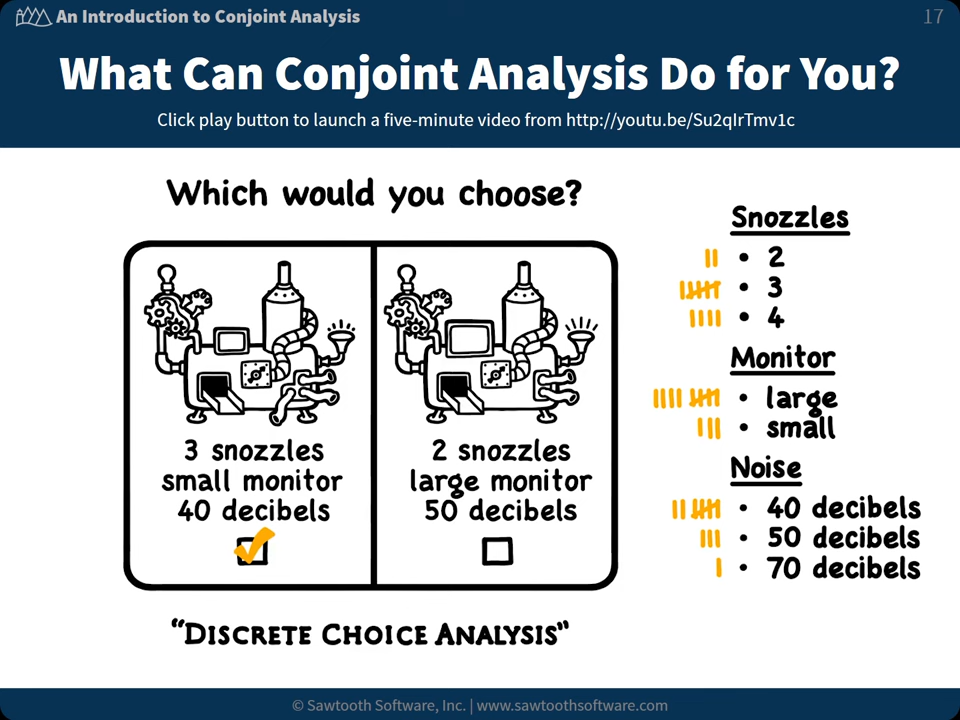 An Introduction to Conjoint Analysis
17
What Can Conjoint Analysis Do for You?
Click play button to launch a five-minute video from http://youtu.be/Su2qIrTmv1c
Which would you choose?
3 snozzles
small monitor
40 decibels
2 snozzles
large monitor
50 decibels
"DISCRETE CHOICE ANALYSIS"
Snozzles
• 2
• 3
• 4
Monitor
• large
• small
Noise
• 40 decibels
• 50 decibels
• 70 decibels
© Sawtooth Software, Inc. | www.sawtoothsoftware.com